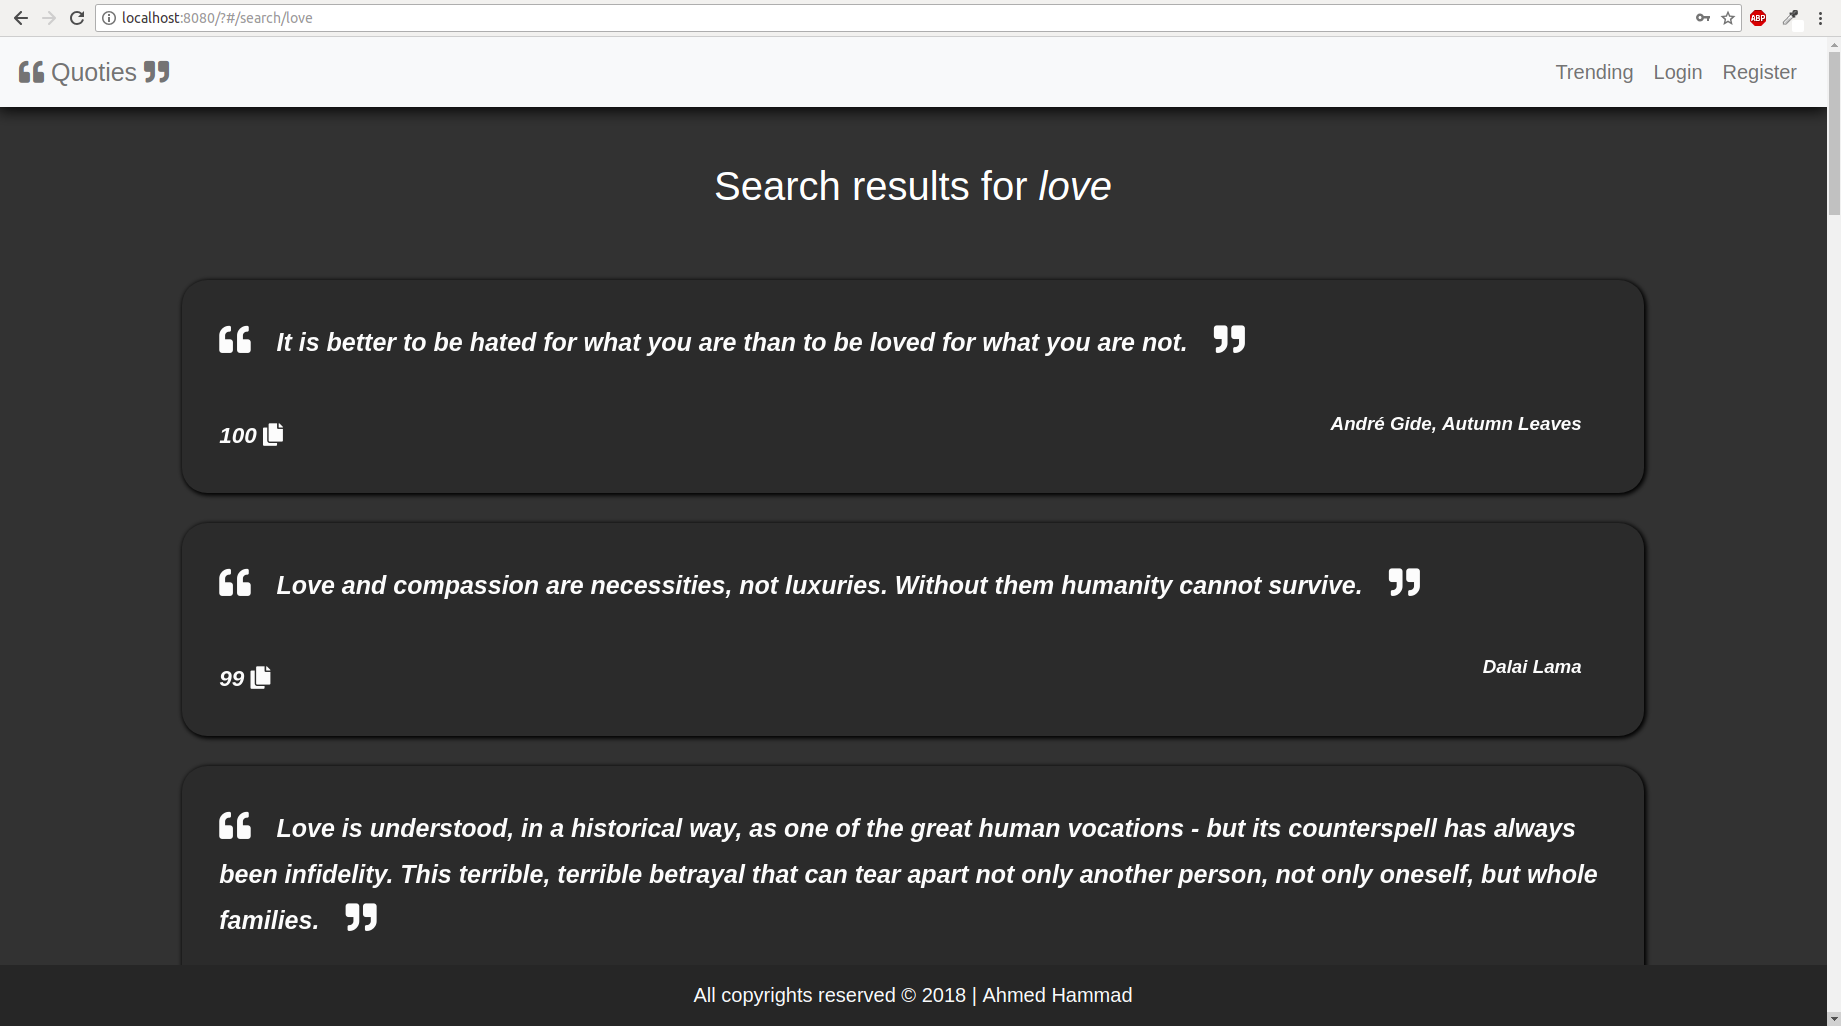 localhost:8080/?#/search/love
ABP
Quoties
Trending Login Register
Search results for love
It is better to be hated for what you are than to be loved for what you are not.
100
André Gide, Autumn Leaves
Love and compassion are necessities, not luxuries. Without them humanity cannot survive.
99
Dalai Lama
Love is understood, in a historical way, as one of the great human vocations - but its counterspell has always
been infidelity. This terrible, terrible betrayal that can tear apart not only another person, not only oneself, but whole
families.
All copyrights reserved © 2018 | Ahmed Hammad